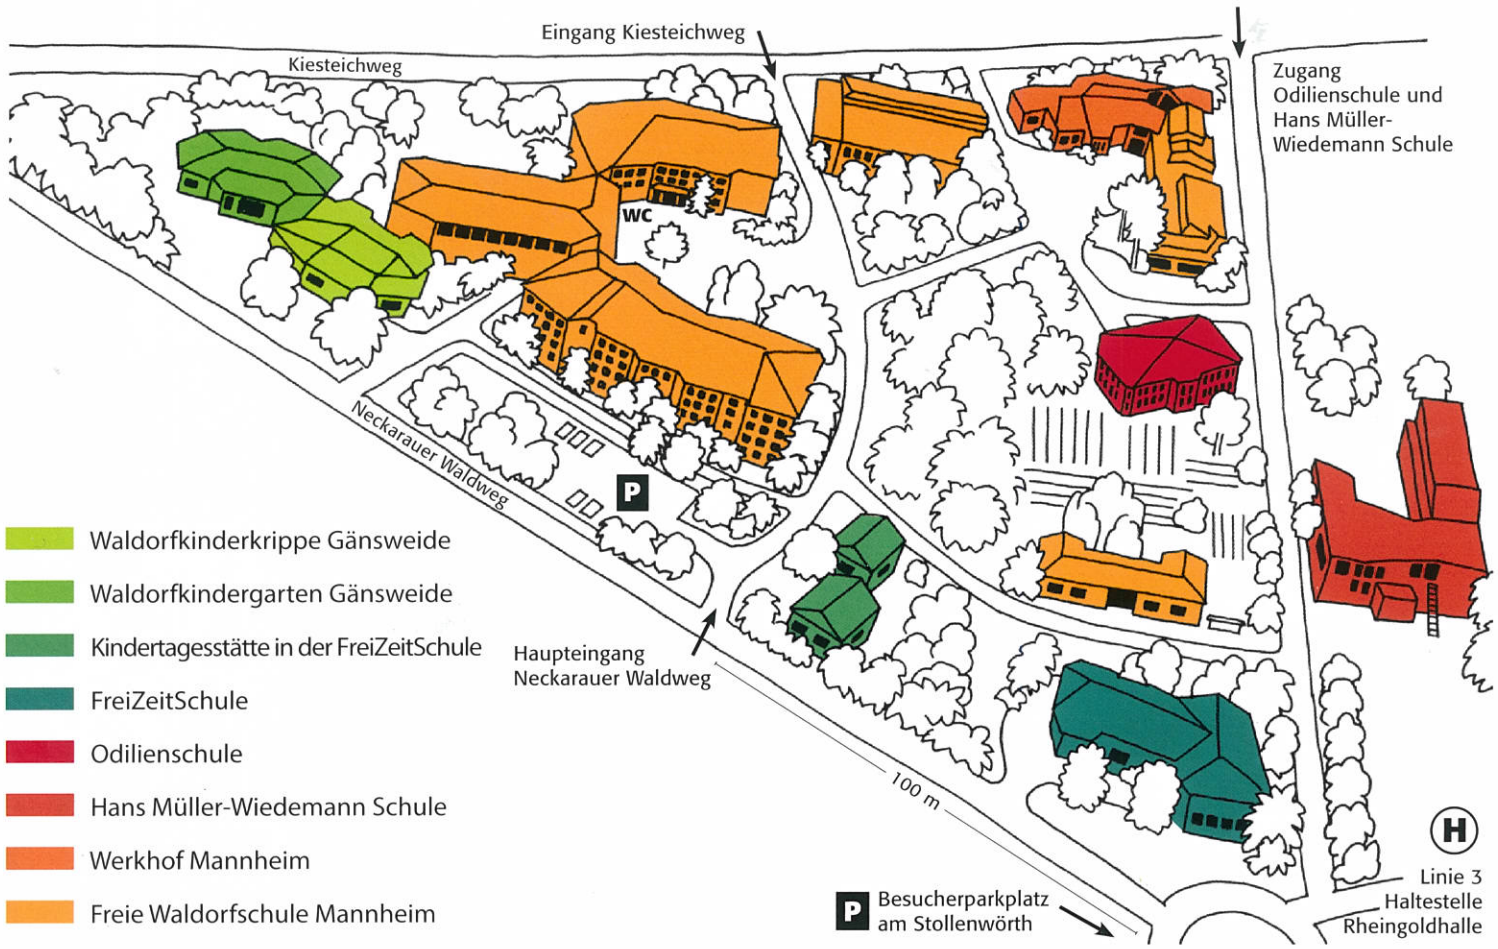 Eingang Kiesteichweg
Kiesteichweg
Zugang
Odilienschule und
Hans Müller-
Wiedemann Schule
WC
Neckarauer Waldweg
P
Waldorfkinderkrippe Gänsweide
Waldorfkindergarten Gänsweide
Kindertagesstätte in der FreiZeitSchule
FreiZeitSchule
Odilienschule
Hans Müller-Wiedemann Schule
Werkhof Mannheim
Freie Waldorfschule Mannheim
Haupteingang
Neckarauer Waldweg
100 m
P Besucherparkplatz
am Stollenwörth
H
Linie 3
Haltestelle
Rheingoldhalle